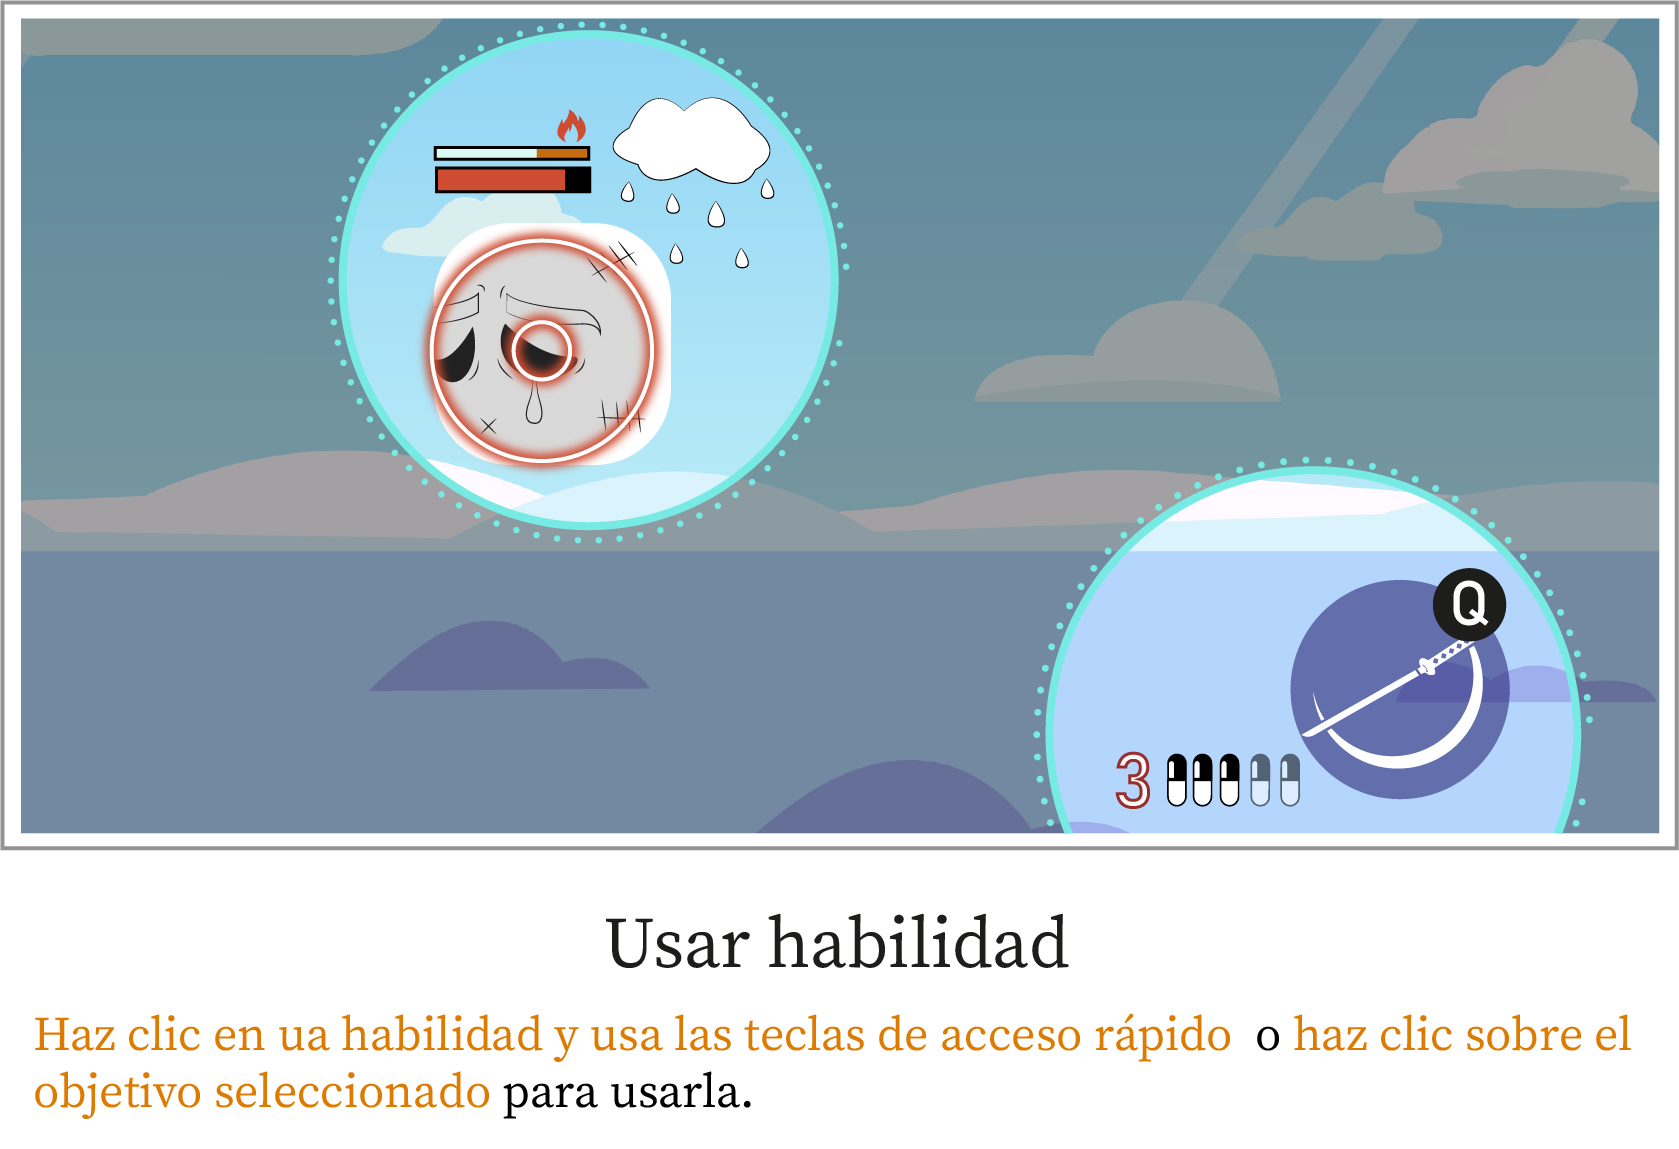 Q
3
Usar habilidad
Haz clic en ua habilidad y usa las teclas de acceso rápido o haz clic sobre el
objetivo seleccionado para usarla.